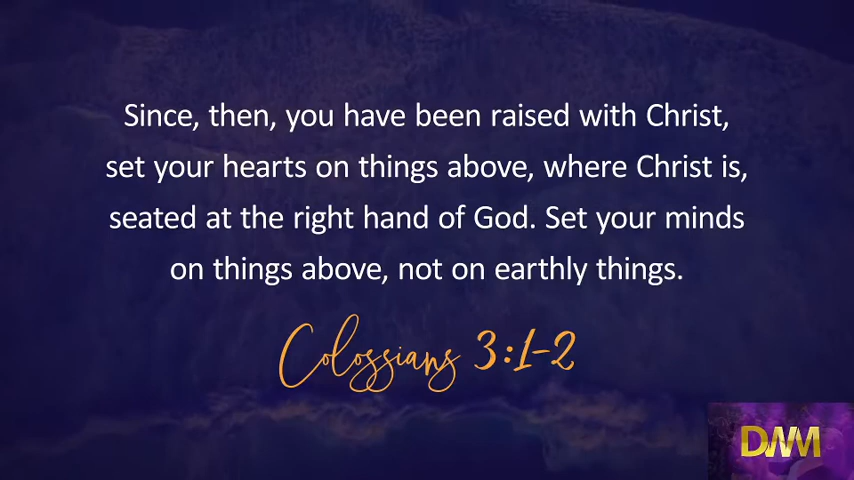 Since, then, you have been raised with Christ,
set your hearts on things above, where Christ is,
seated at the right hand of God. Set your minds
on things above, not on earthly things.
Colossians 3:1-2
DWM